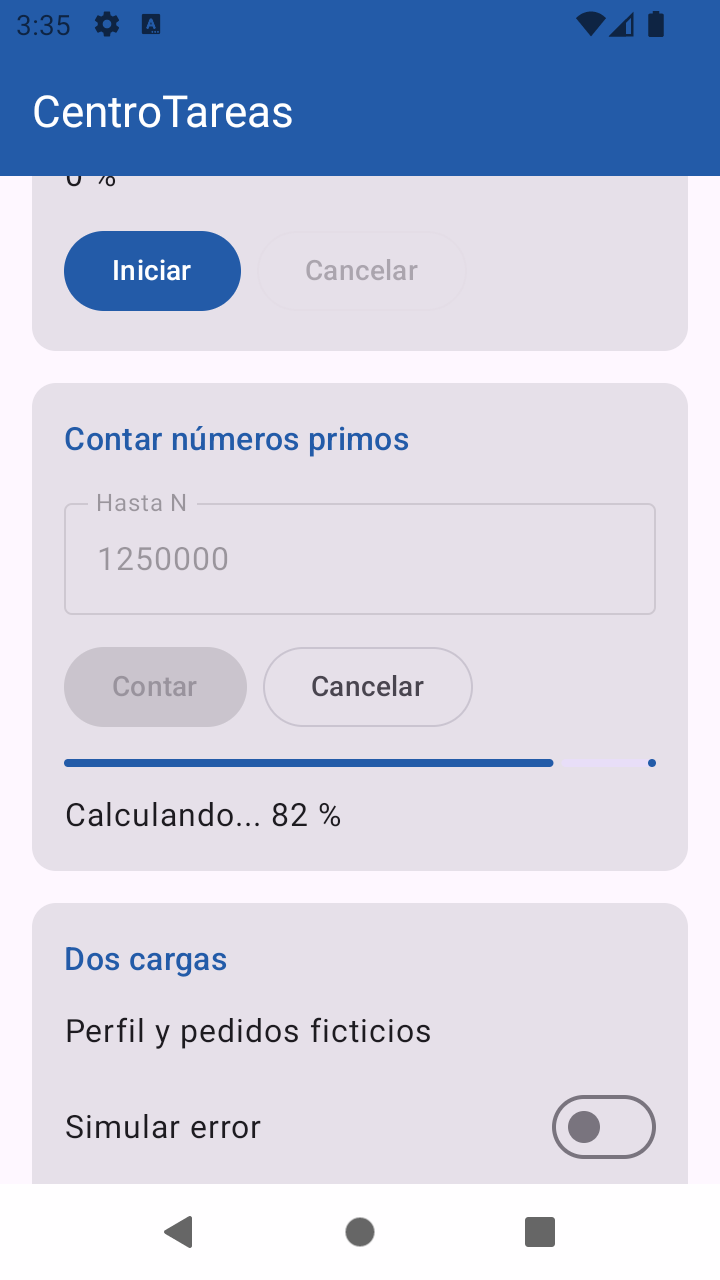 3:35
CentroTareas
0 %
Iniciar
Cancelar
Contar números primos
Hasta N
1250000
Contar
Cancelar
Calculando... 82 %
Dos cargas
Perfil y pedidos ficticios
Simular error